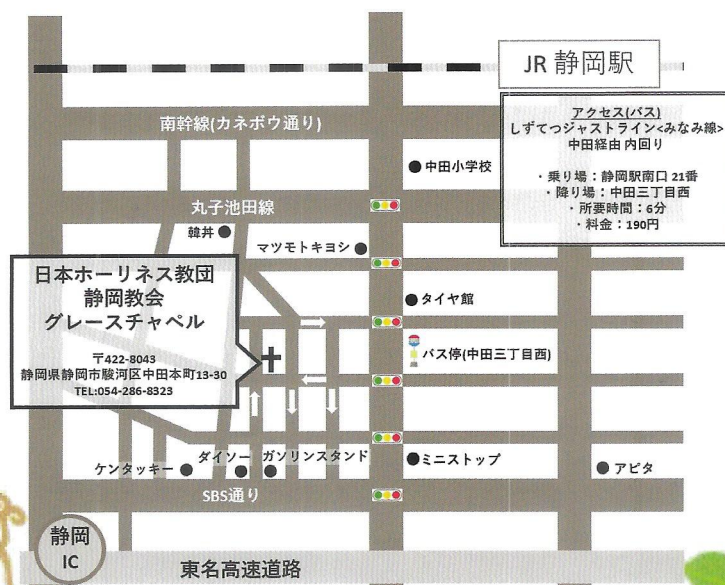 JR 静岡駅
アクセス(バス)
しずてつジャストライン<みなみ線>
中田経由 内回り
・乗り場：静岡駅南口 21番
・降り場：中田三丁目西
・所要時間：6分
・料金：190円
南幹線(カネボウ通り)
中田小学校
丸子池田線
韓丼
マツモトキヨシ
日本ホーリネス教団
静岡教会
グレースチャペル
〒422-8043
静岡県静岡市駿河区中田本町13-30
TEL:054-286-8323
タイヤ館
バス停(中田三丁目西)
ケンタッキー
ダイソー
ガソリンスタンド
ミニストップ
アピタ
SBS通り
静岡
IC
東名高速道路